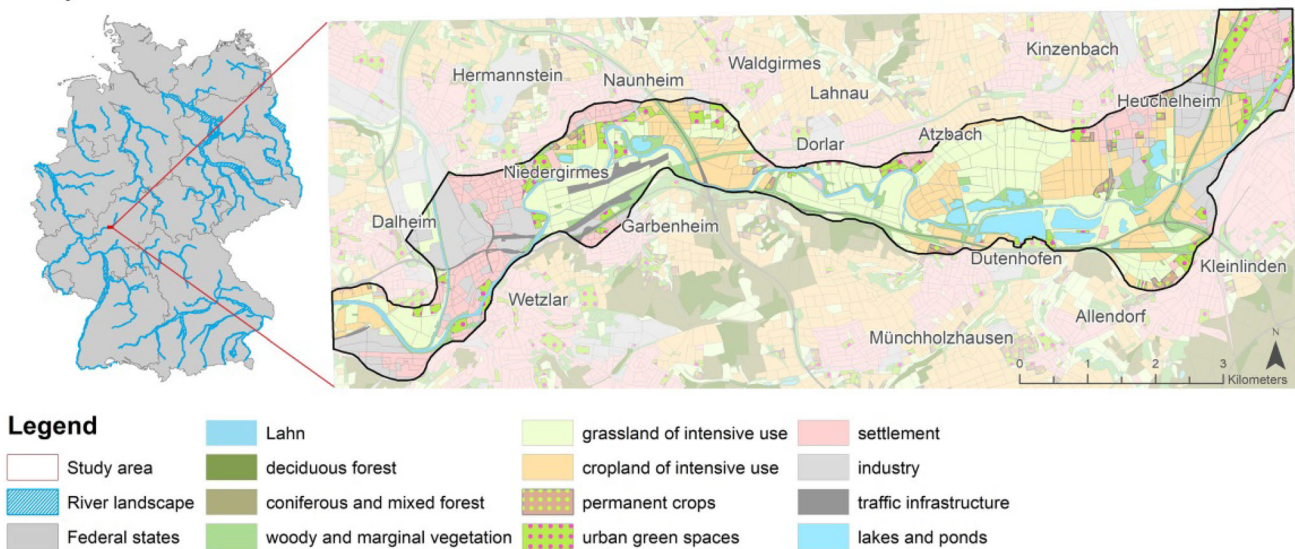 Kinzenbach
Waldgirmes
Hermannstein
Naunheim
Lahnau
Heuchelheim
Atzbach
Dorlar
Niedergirmes
Dalheim
Garbenheim
Dutenhofen
Kleinlinden
Wetzlar
Allendorf
Münchholzhausen
N
0 1 2 3
Kilometers
Legend
Study area
River landscape
Federal states
Lahn
deciduous forest
coniferous and mixed forest
woody and marginal vegetation
grassland of intensive use
cropland of intensive use
permanent crops
urban green spaces
settlement
industry
traffic infrastructure
lakes and ponds